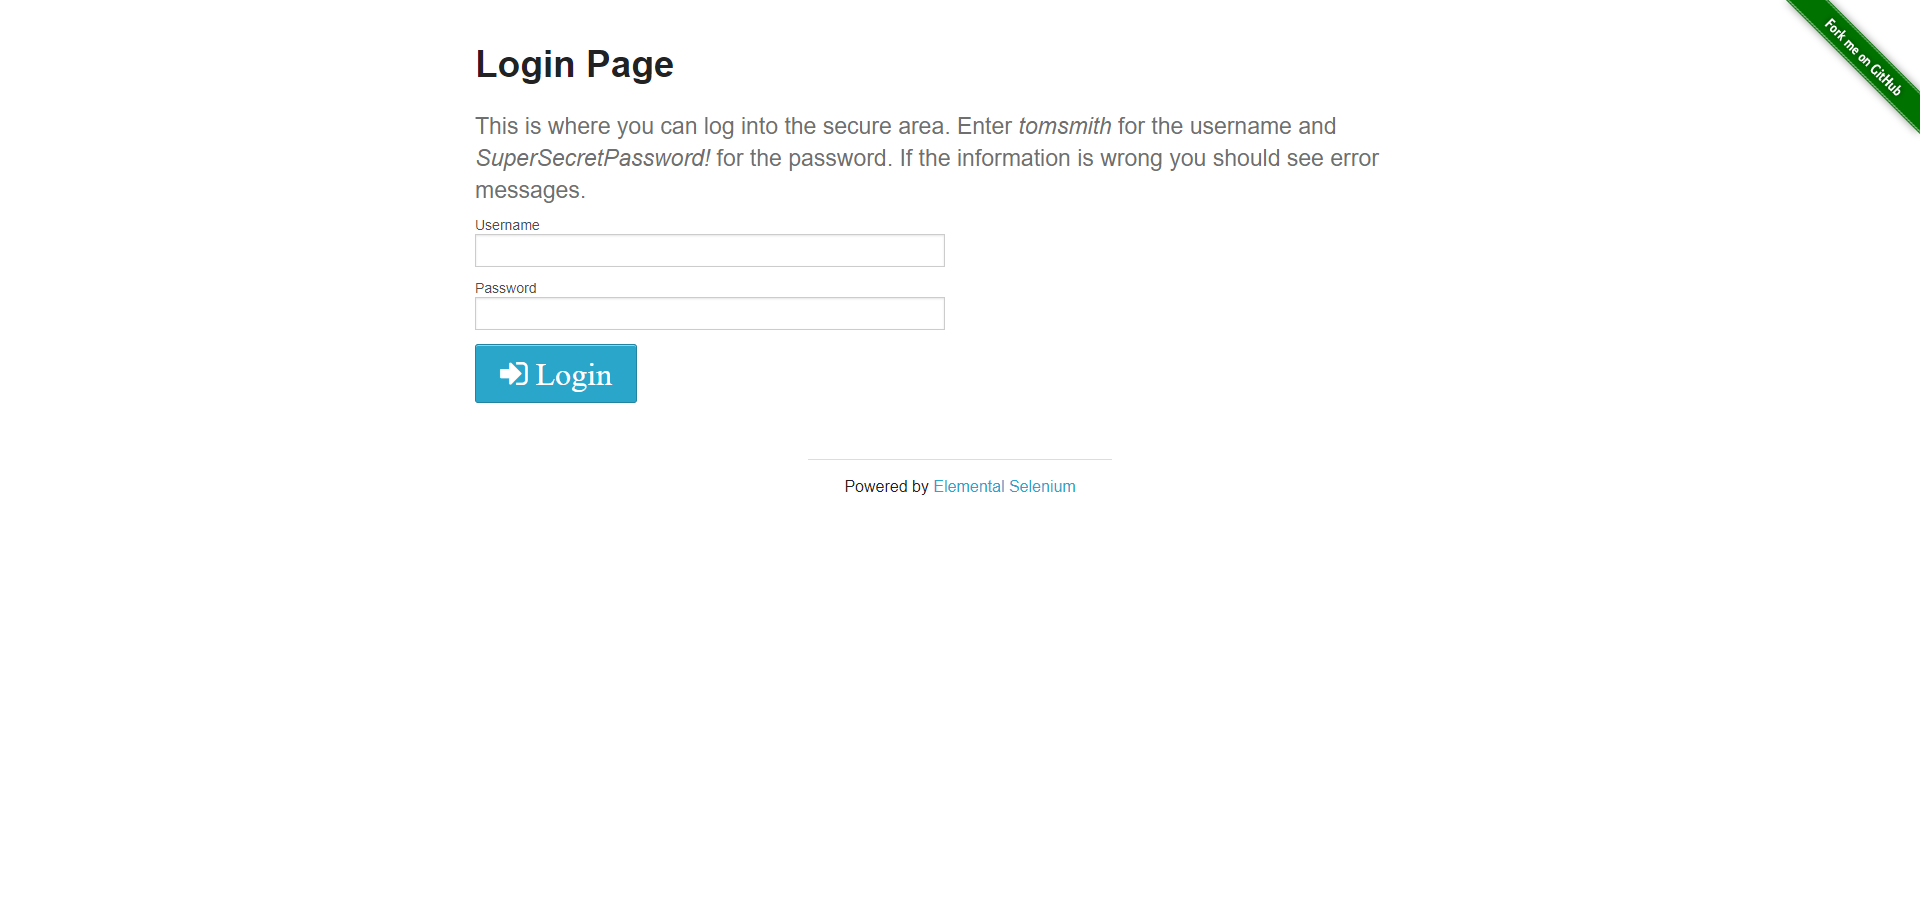 Fork me on GitHub
Login Page
This is where you can log into the secure area. Enter tomsmith for the username and
SuperSecretPassword! for the password. If the information is wrong you should see error
messages.
Username
Password
Login
Powered by Elemental Selenium